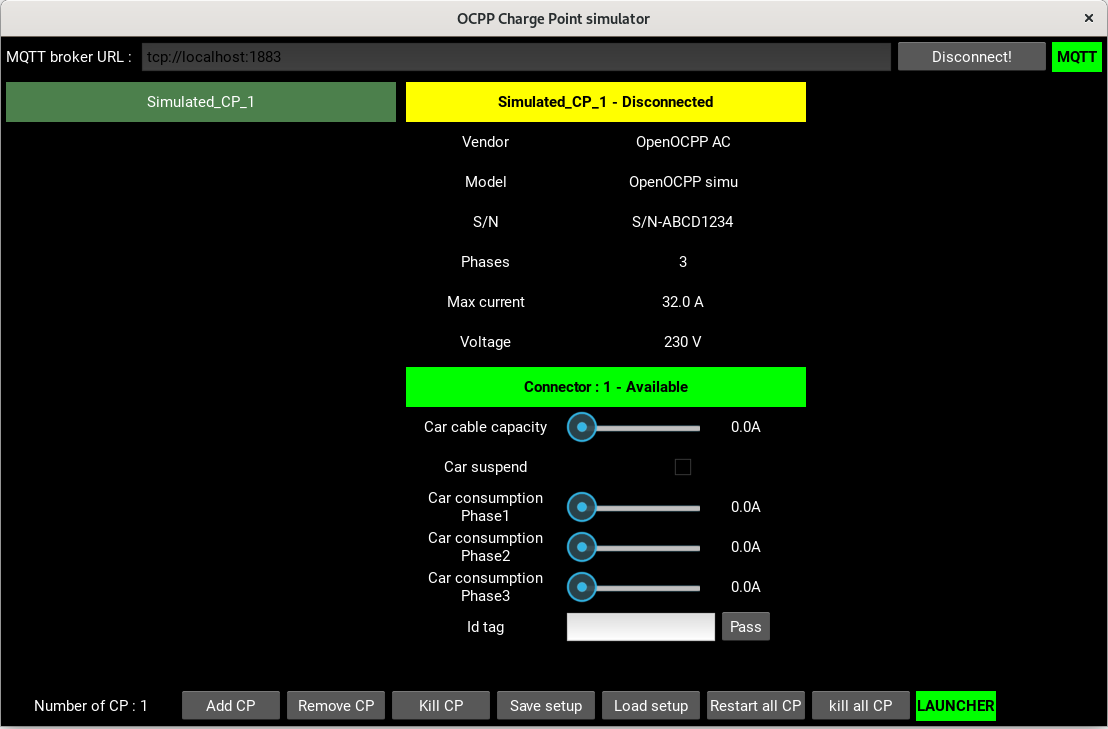 OCPP Charge Point simulator
×
MQTT broker URL : tcp://localhost:1883 Disconnect! MQTT
Simulated_CP_1
Simulated_CP_1 - Disconnected
Vendor OpenOCPP AC
Model OpenOCPP simu
S/N S/N-ABCD1234
Phases 3
Max current 32.0 A
Voltage 230 V
Connector : 1 - Available
Car cable capacity 0.0A
Car suspend
Car consumption
Phase1
0.0A
Car consumption
Phase2
0.0A
Car consumption
Phase3
0.0A
Id tag Pass
Number of CP : 1 Add CP Remove CP Kill CP Save setup Load setup Restart all CP kill all CP LAUNCHER